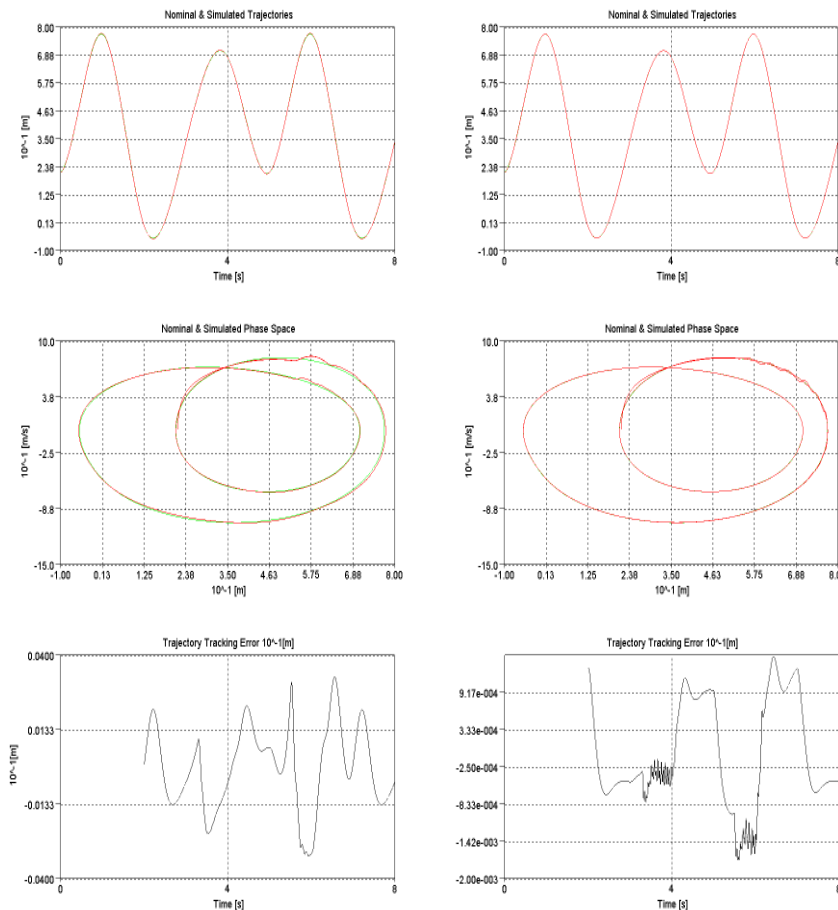 Nominal & Simulated Trajectories
8.00
6.88
5.75
4.63
3.50
2.38
1.25
0.13
-1.00
10^-1 [m]
0
4
8
Time [s]
Nominal & Simulated Trajectories
8.00
6.88
5.75
4.63
3.50
2.38
1.25
0.13
-1.00
10^-1 [m]
0
4
8
Time [s]
Nominal & Simulated Phase Space
10.0
3.8
-2.5
-8.8
-15.0
10^-1 [m/s]
-1.00 0.13 1.25 2.38 3.50 4.63 5.75 6.88 8.00
10^-1 [m]
Nominal & Simulated Phase Space
10.0
3.8
-2.5
-8.8
-15.0
10^-1 [m/s]
-1.00 0.13 1.25 2.38 3.50 4.63 5.75 6.88 8.00
10^-1 [m]
Trajectory Tracking Error 10^-1[m]
0.0400
0.0133
-0.0133
-0.0400
10^-1 [m]
0
4
8
Time [s]
Trajectory Tracking Error 10^-1[m]
9.17e-004
3.33e-004
-2.50e-004
-8.33e-004
-1.42e-003
-2.00e-003
0
4
8
Time [s]